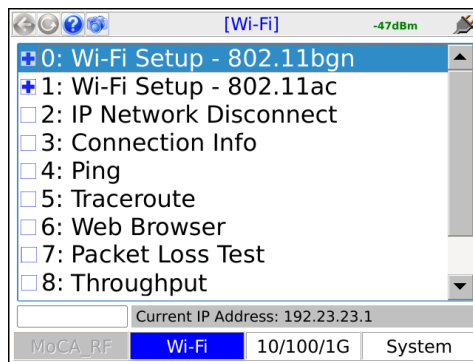 [Wi-Fi] -47dBm
0: Wi-Fi Setup - 802.11bgn
1: Wi-Fi Setup - 802.11ac
2: IP Network Disconnect
3: Connection Info
4: Ping
5: Traceroute
6: Web Browser
7: Packet Loss Test
8: Throughput
Current IP Address: 192.23.23.1
MoCA_RF Wi-Fi 10/100/1G System